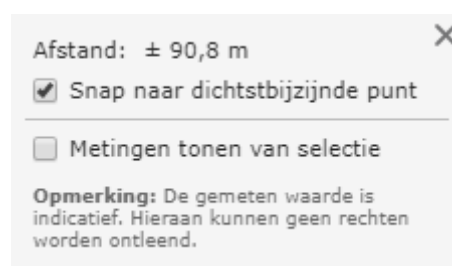 Afstand: ± 90,8 m
Snap naar dichtstbijzijnde punt
Metingen tonen van selectie
Opmerking: De gemeten waarde is
indicatief. Hieraan kunnen geen rechten
worden ontleend.